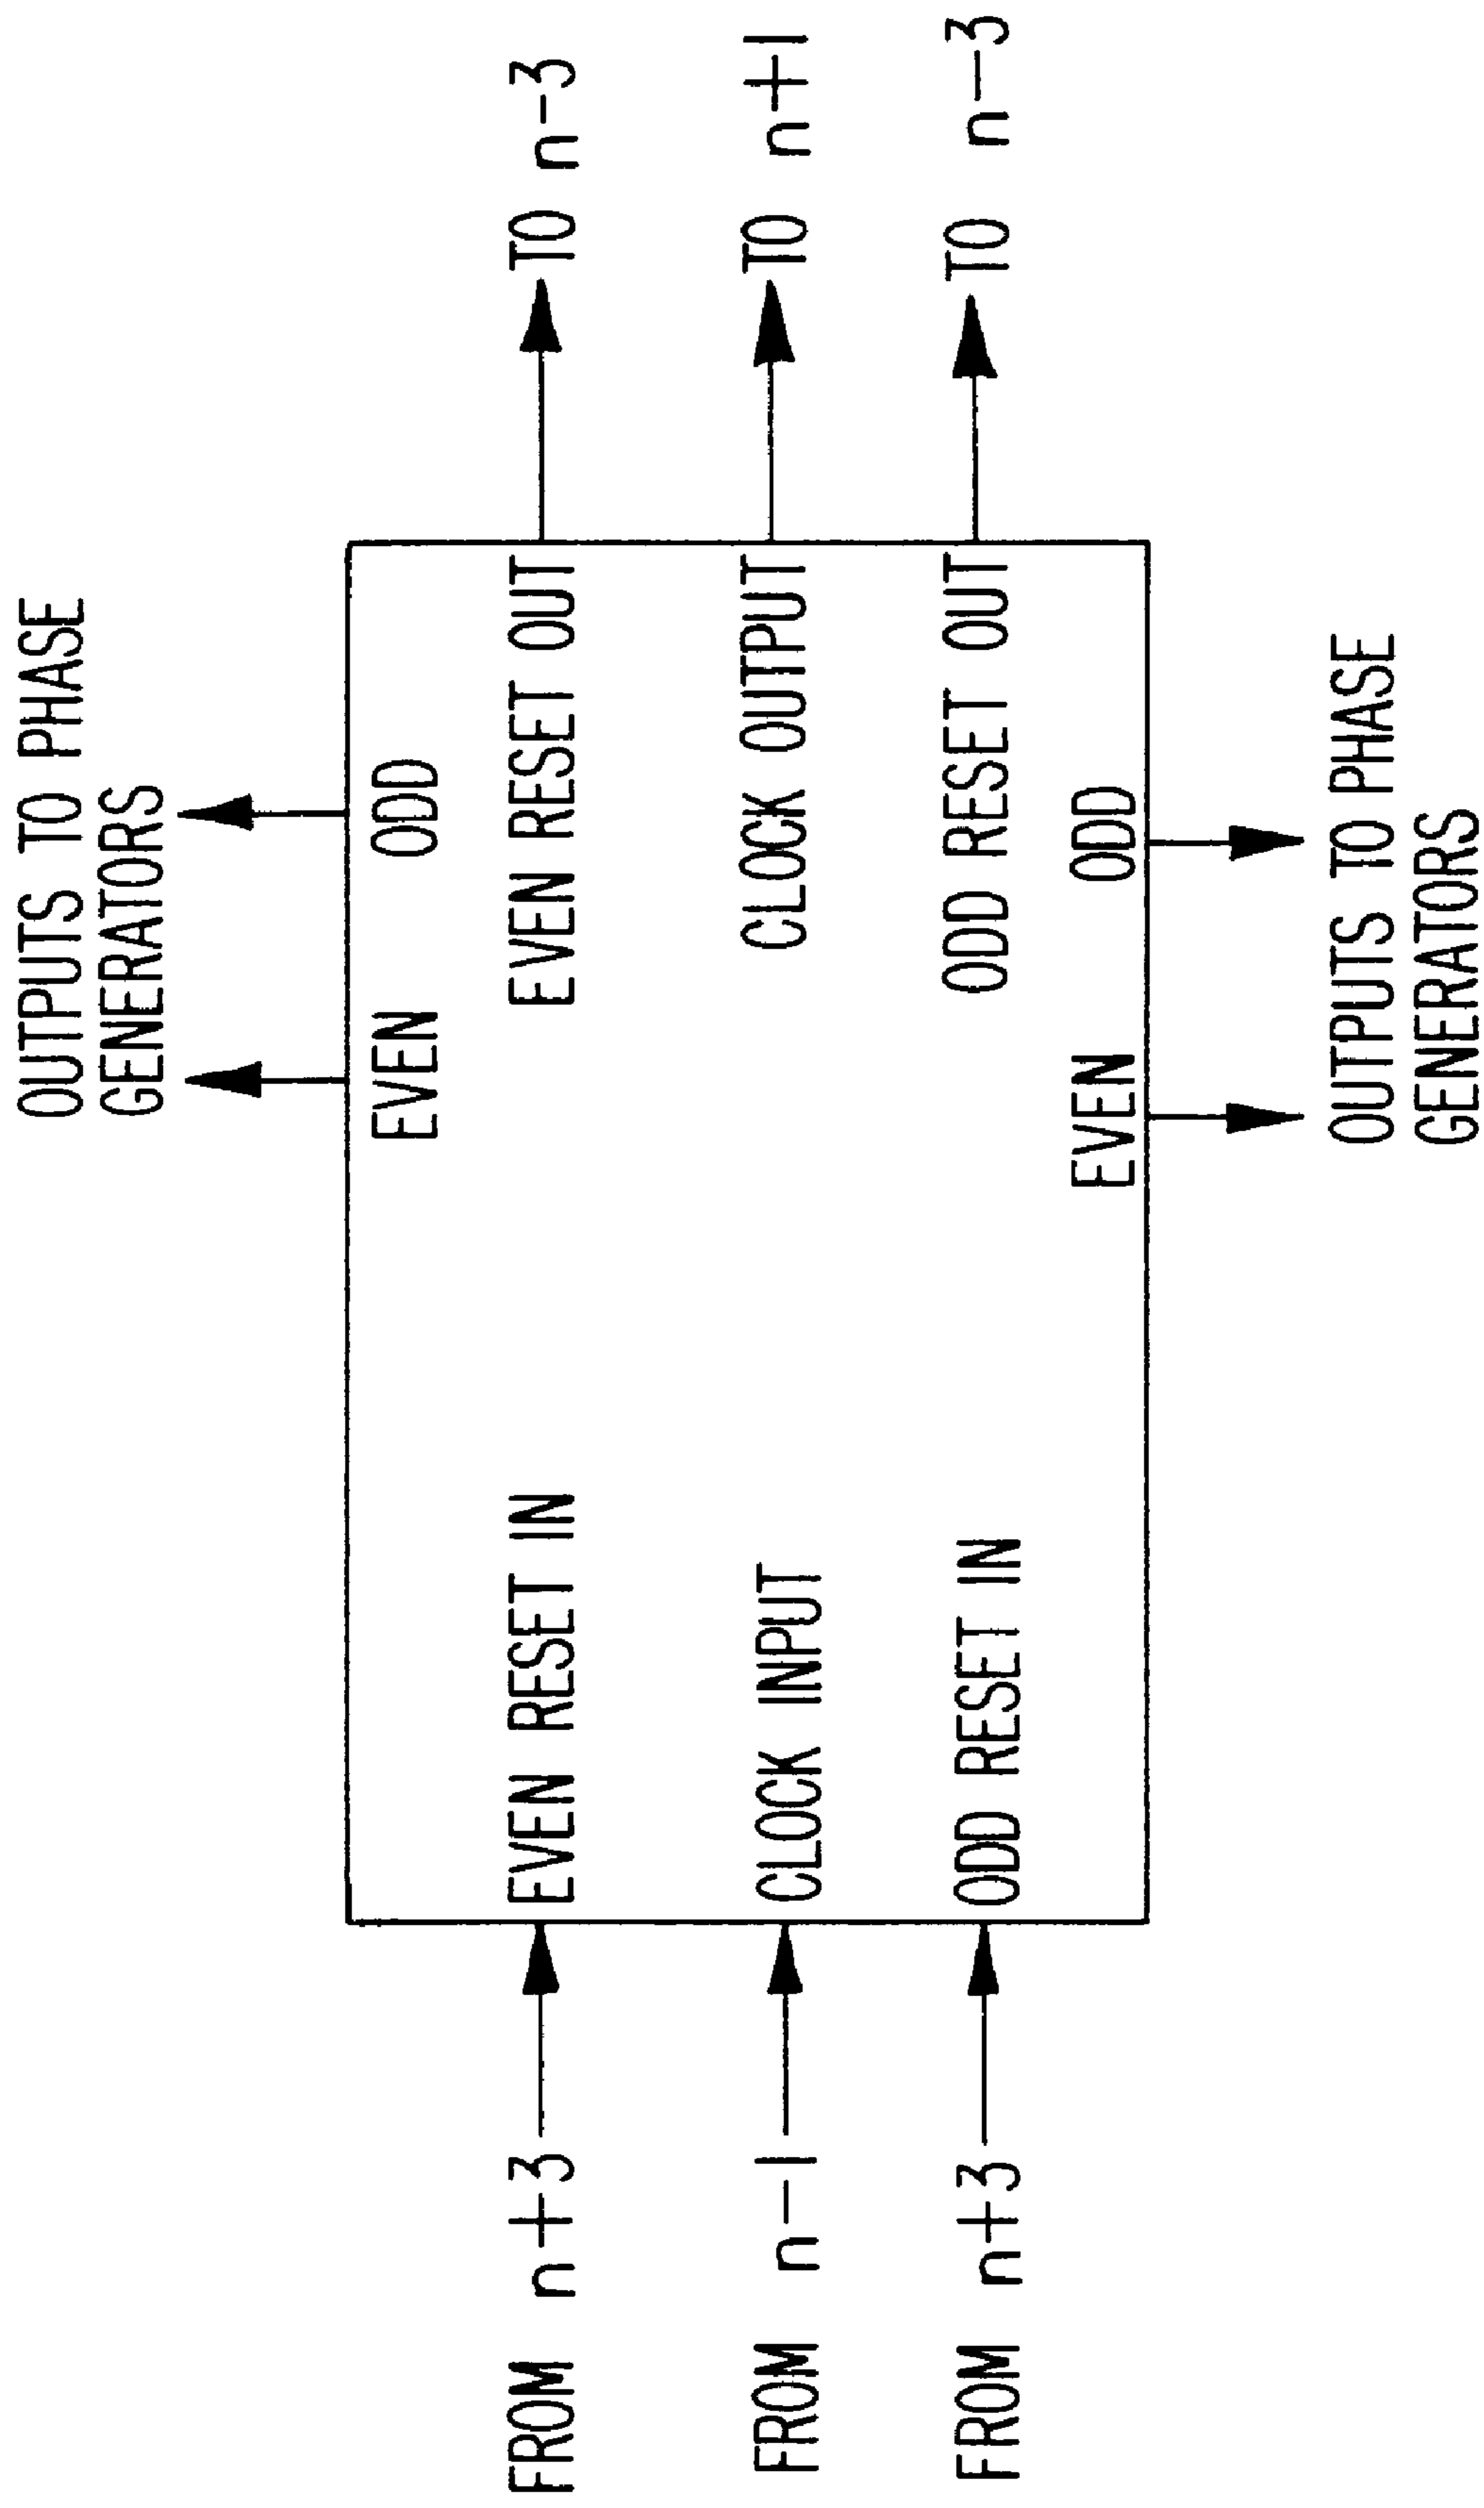 OUTPUTS TO PHASE
GENERATORS
EVEN ODD
FROM n+3
EVEN RESET IN
EVEN RESET OUT
TO n-3
FROM n-1
CLOCK INPUT
CLOCK OUTPUT
TO n+1
FROM n+3
ODD RESET IN
ODD RESET OUT
TO n-3
EVEN ODD
OUTPUTS TO PHASE
GENERATORS